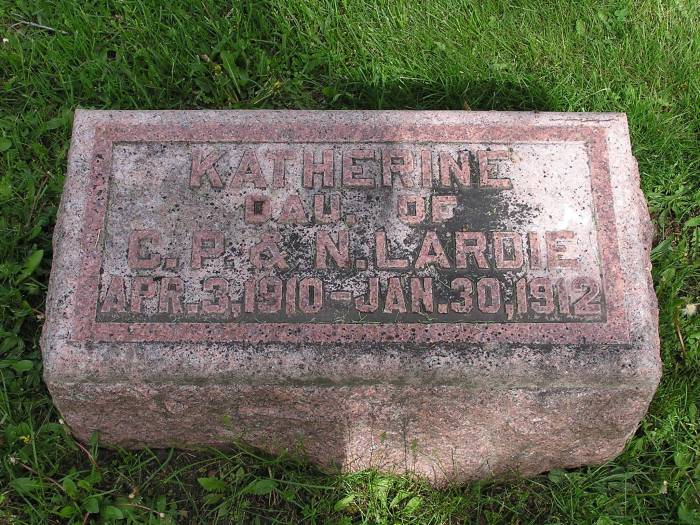 KATHERINE
DAU. OF
C. P. & N. LARDIE
APR. 3, 1910 - JAN. 30, 1912